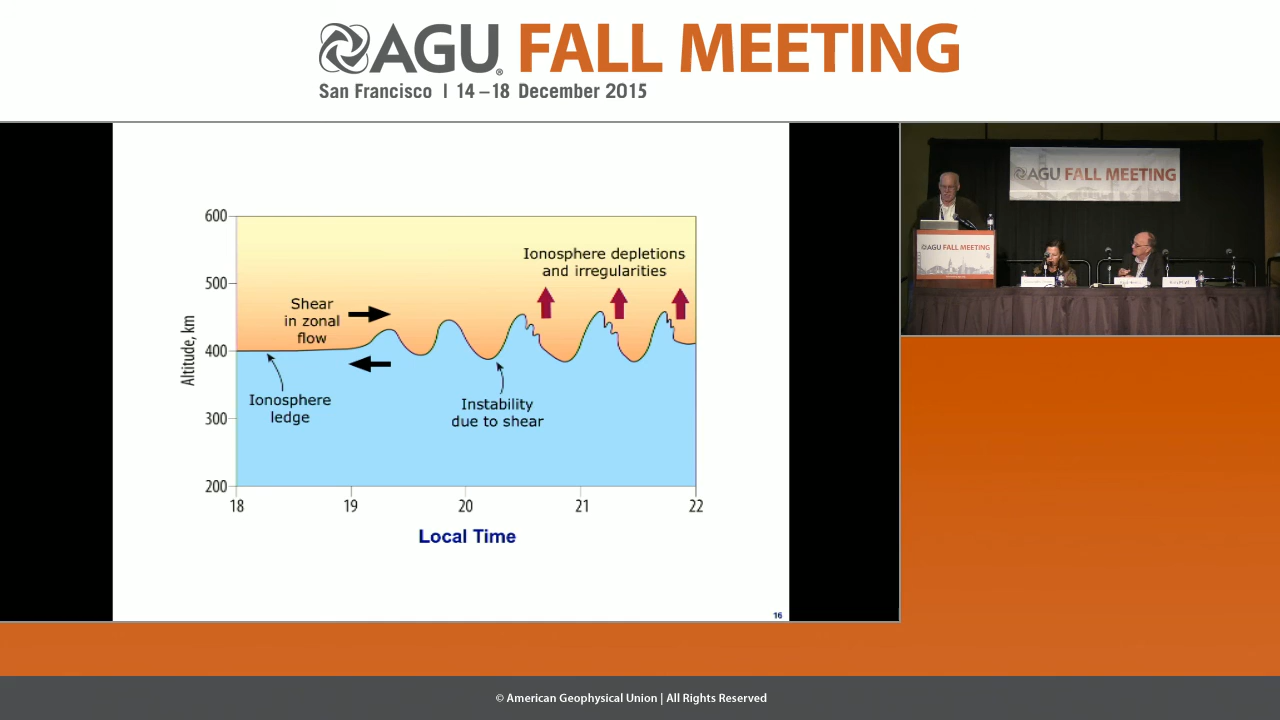 AGU® FALL MEETING
San Francisco | 14–18 December 2015
AGU FALL MEETING
AGU FALL MEETING
600
500
400
300
200
Altitude, km
Ionosphere depletions
and irregularities
Shear
in zonal
flow
Ionosphere
ledge
Instability
due to shear
18
19
20
21
22
Local Time
16
© American Geophysical Union | All Rights Reserved